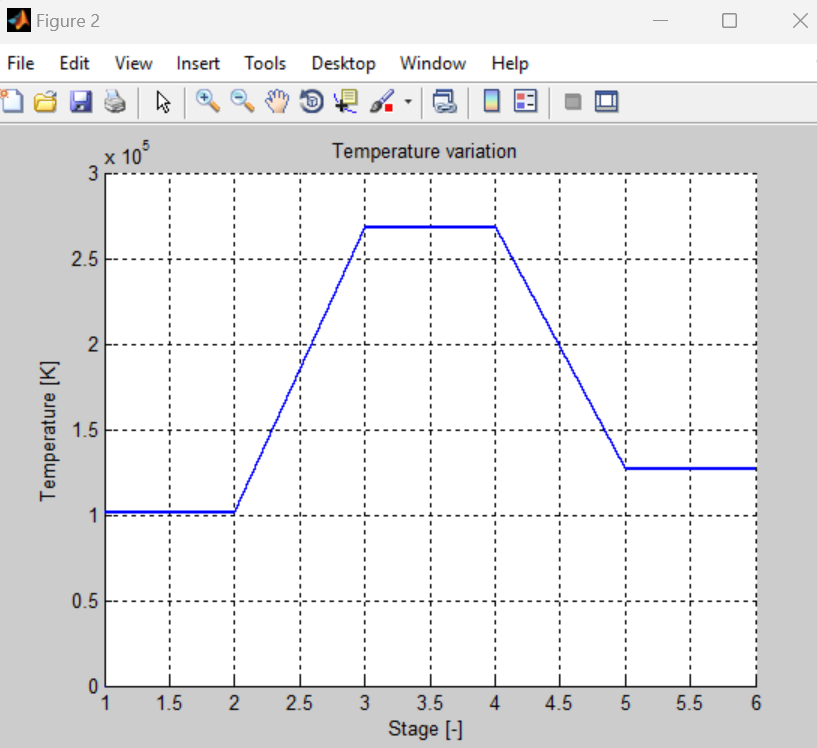 Figure 2
File Edit View Insert Tools Desktop Window Help
x 10^5
Temperature variation
3
2.5
2
1.5
1
0.5
0
Temperature [K]
1 1.5 2 2.5 3 3.5 4 4.5 5 5.5 6
Stage [-]